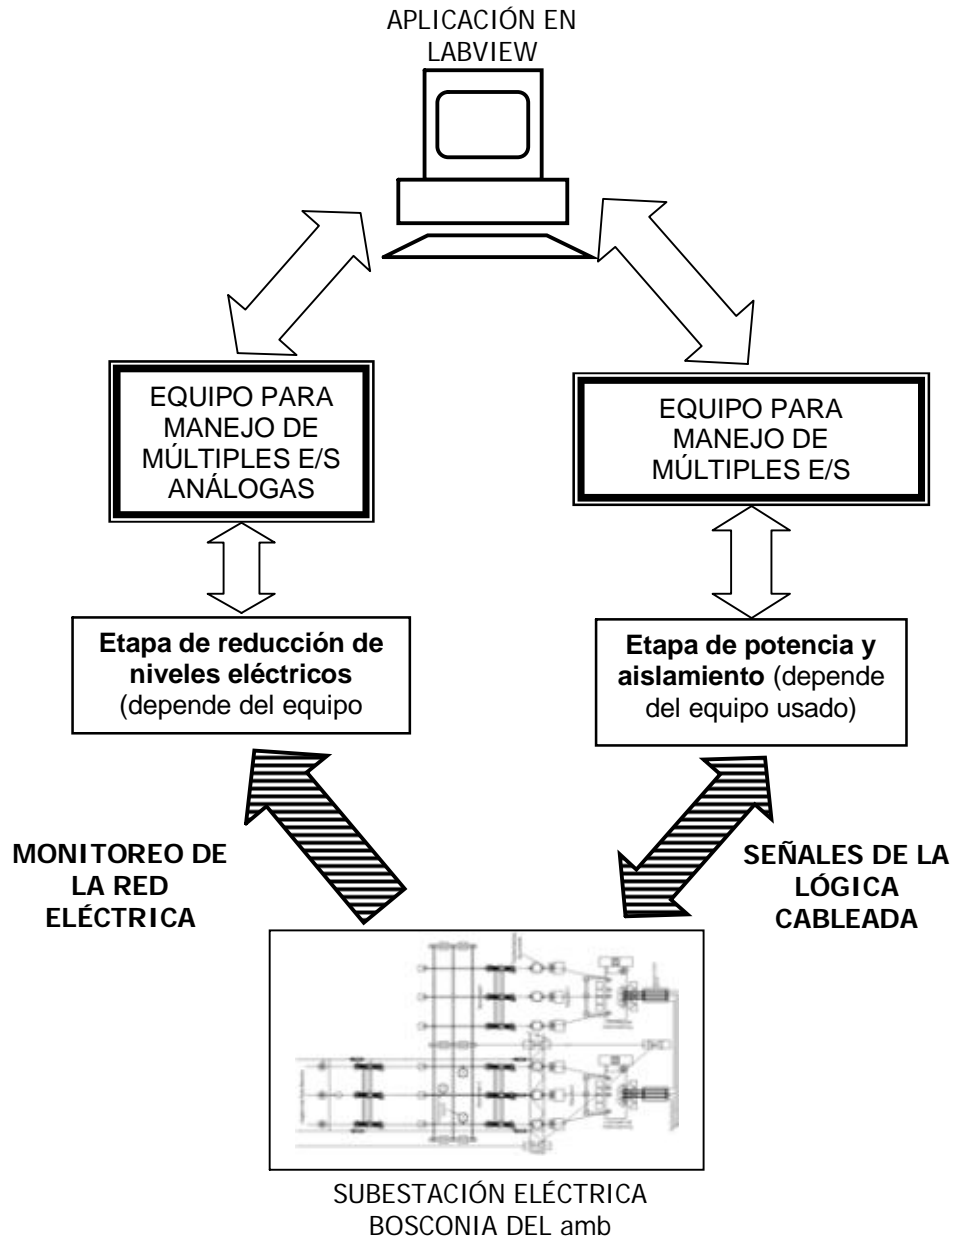 APLICACIÓN EN
LABVIEW
EQUIPO PARA
MANEJO DE
MÚLTIPLES E/S
ANÁLOGAS
EQUIPO PARA
MANEJO DE
MÚLTIPLES E/S
Etapa de reducción de
niveles eléctricos
(depende del equipo
Etapa de potencia y
aislamiento (depende
del equipo usado)
MONITOREO DE
LA RED
ELÉCTRICA
SEÑALES DE LA
LÓGICA
CABLEADA
SUBESTACIÓN ELÉCTRICA
BOSCONIA DEL amb